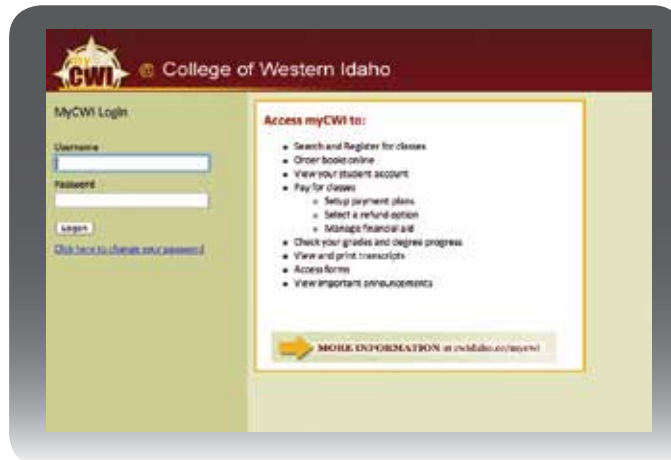 my
CWI @ College of Western Idaho
MyCWI Login
Username
Password
Logon
Click here to change your password
Access myCWI to:
• Search and Register for classes
• Order books online
• View your student account
• Pay for classes
o Setup payment plans
o Select a refund option
o Manage financial aid
• Check your grades and degree progress
• View and print transcripts
• Access forms
• View important announcements
MORE INFORMATION at cwidaho.cc/mycwi